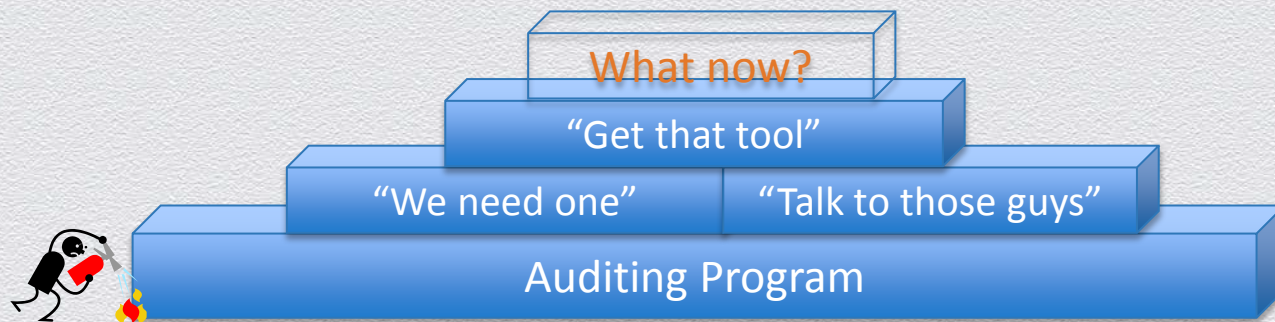 What now?
“Get that tool”
“We need one” “Talk to those guys”
Auditing Program